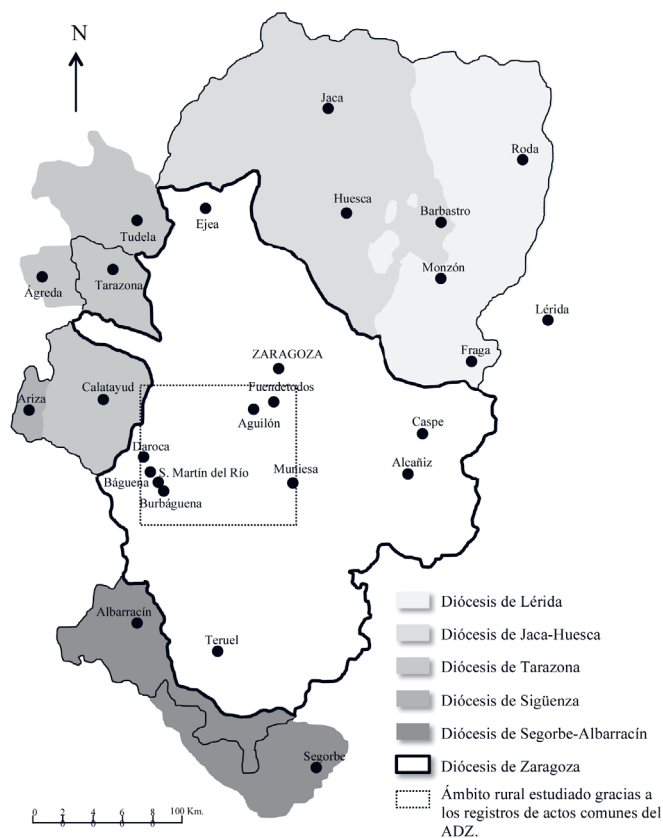 N
Jaca
Roda
Huesca
Barbastro
Ejea
Tudela
Monzón
Tarazona
Ágreda
Lérida
ZARAGOZA
Fraga
Fuendetodos
Calatayud
Ariza
Aguilón
Caspe
Daroca
S. Martín del Río
Muniesa
Alcañiz
Báguena
Burbáguena
Albarracín
Teruel
Segorbe
Diócesis de Lérida
Diócesis de Jaca-Huesca
Diócesis de Tarazona
Diócesis de Sigüenza
Diócesis de Segorbe-Albarracín
Diócesis de Zaragoza
Ámbito rural estudiado gracias a
los registros de actos comunes del
ADZ.
0 2 4 6 8 100 Km.